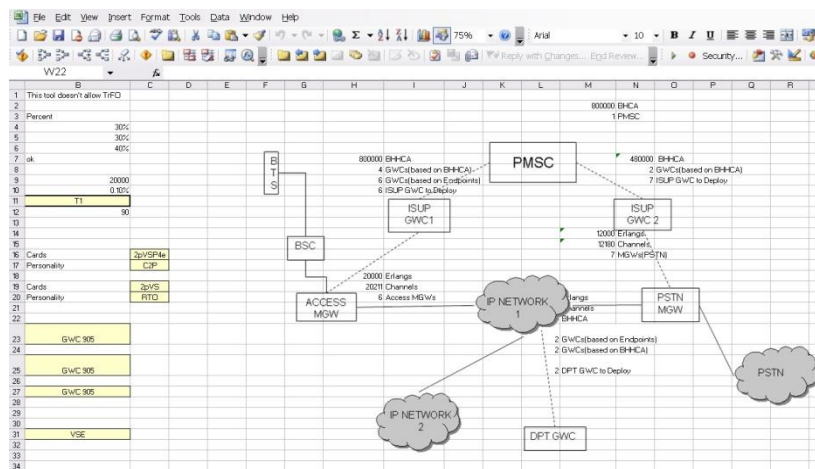 File Edit View Insert Format Tools Data Window Help
75% Arial 10 B I U
Reply with Changes... End Review... Security...
W22 fx
B C D E F G H I J K L M N O P Q R
1 This tool doesn't allow TrFO
2 800000 BHCA
3 Percent 1 PMSC
4 30%
5 30%
6 40%
7 ok 800000 BHHCA 480000 BHHCA
8 4 GWCs(based on BHHCA) 2 GWCs(based on BHHCA)
9 20000 6 GWCs(based on Endpoints) 7 ISUP GWC to Deploy
10 0.10% 6 ISUP GWC to Deploy
BTS
PMSC
11 T1
12 90
ISUP GWC1
ISUP GWC 2
13
14 12000 Erlangs
15 12180 Channels
BSC
16 Cards 2pVSP4e 7 MGWs(PSTN)
17 Personality C2P
18 20000 Erlangs
19 Cards 2pVS 20211 Channels
20 Personality RTO 6 Access MGWs
ACCESS MGW
IP NETWORK 1
PSTN MGW
21
22 BHHCA
23 GWC 905 2 GWCs(based on Endpoints)
24 2 GWCs(based on BHHCA)
25 GWC 905 2 DPT GWC to Deploy
PSTN
26
27 GWC 905
28
29
IP NETWORK 2
30
31 VSE
DPT GWC
32
33
34